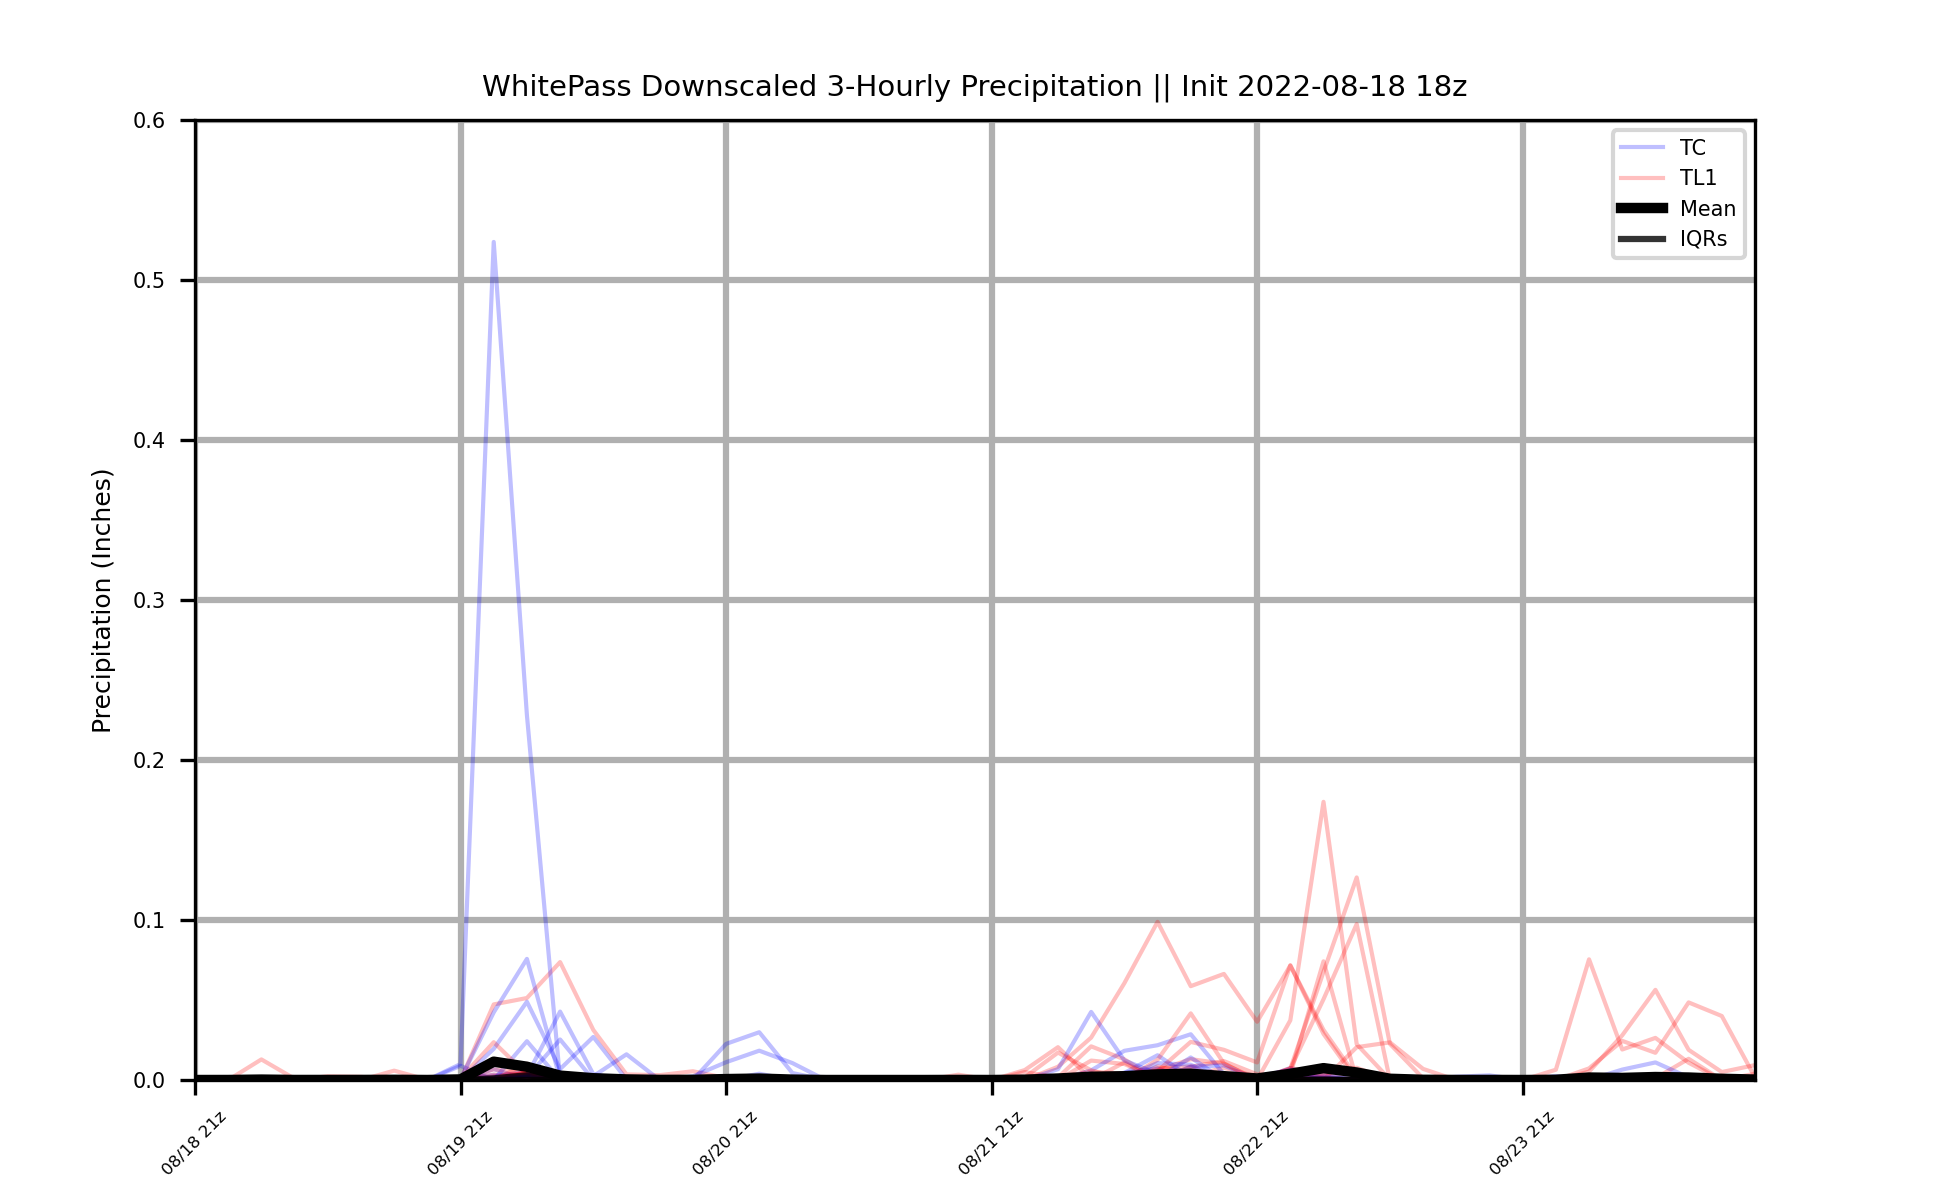 WhitePass Downscaled 3-Hourly Precipitation || Init 2022-08-18 18z
TC
TL1
Mean
IQRs
Precipitation (Inches)
0.6
0.5
0.4
0.3
0.2
0.1
0.0
08/18 21z
08/19 21z
08/20 21z
08/21 21z
08/22 21z
08/23 21z